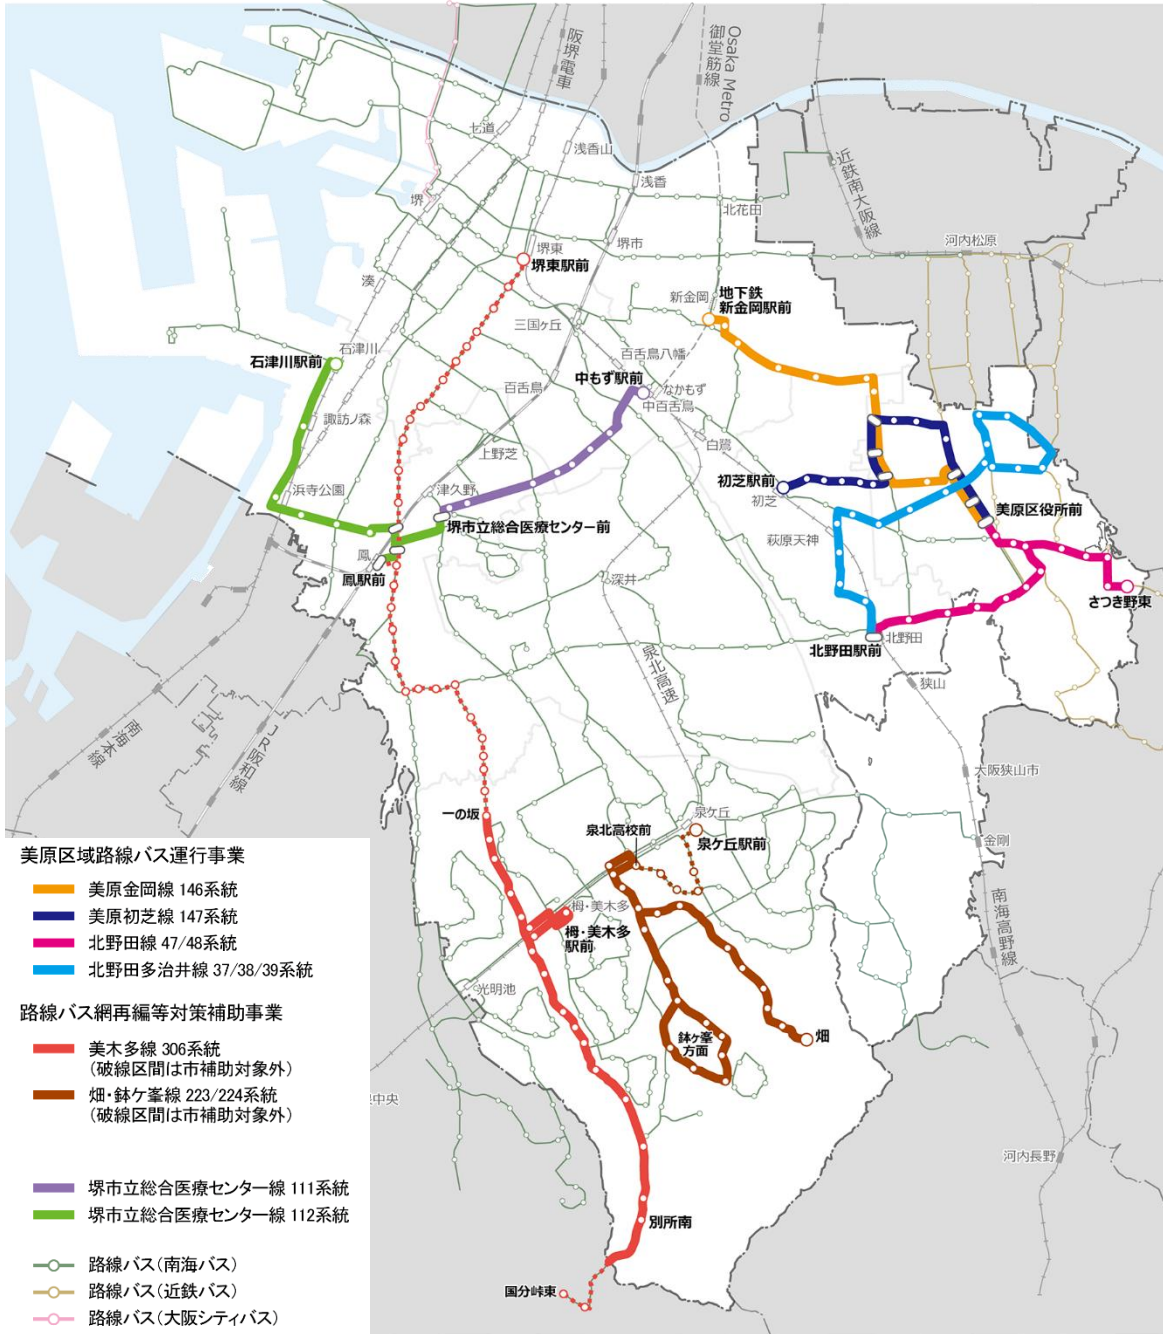 阪堺電車
Osaka Metro
御堂筋線
七道
浅香山
浅香
近鉄南大阪線
堺
北花田
河内松原
堺東
堺東駅前
堺市
湊
新金岡
地下鉄
新金岡駅前
三国ヶ丘
石津川
石津川駅前
百舌鳥八幡
百舌鳥
中もず駅前
なかもず
中百舌鳥
諏訪ノ森
上野芝
白鷺
浜寺公園
津久野
初芝駅前
初芝
美原区役所前
堺市立総合医療センター前
萩原天神
鳳
鳳駅前
深井
さつき野東
北野田
北野田駅前
泉北高速
狭山
南海本線
JR阪和線
大阪狭山市
一の坂
泉ケ丘
泉北高校前
泉ケ丘駅前
金剛
栂・美木多
栂・美木多
駅前
南海高野線
光明池
鉢ヶ峯
方面
畑
中央
河内長野
別所南
国分峠東
美原区域路線バス運行事業
美原金岡線 146系統
美原初芝線 147系統
北野田線 47/48系統
北野田多治井線 37/38/39系統
路線バス網再編等対策補助事業
美木多線 306系統
(破線区間は市補助対象外)
畑・鉢ケ峯線 223/224系統
(破線区間は市補助対象外)
堺市立総合医療センター線 111系統
堺市立総合医療センター線 112系統
路線バス(南海バス)
路線バス(近鉄バス)
路線バス(大阪シティバス)